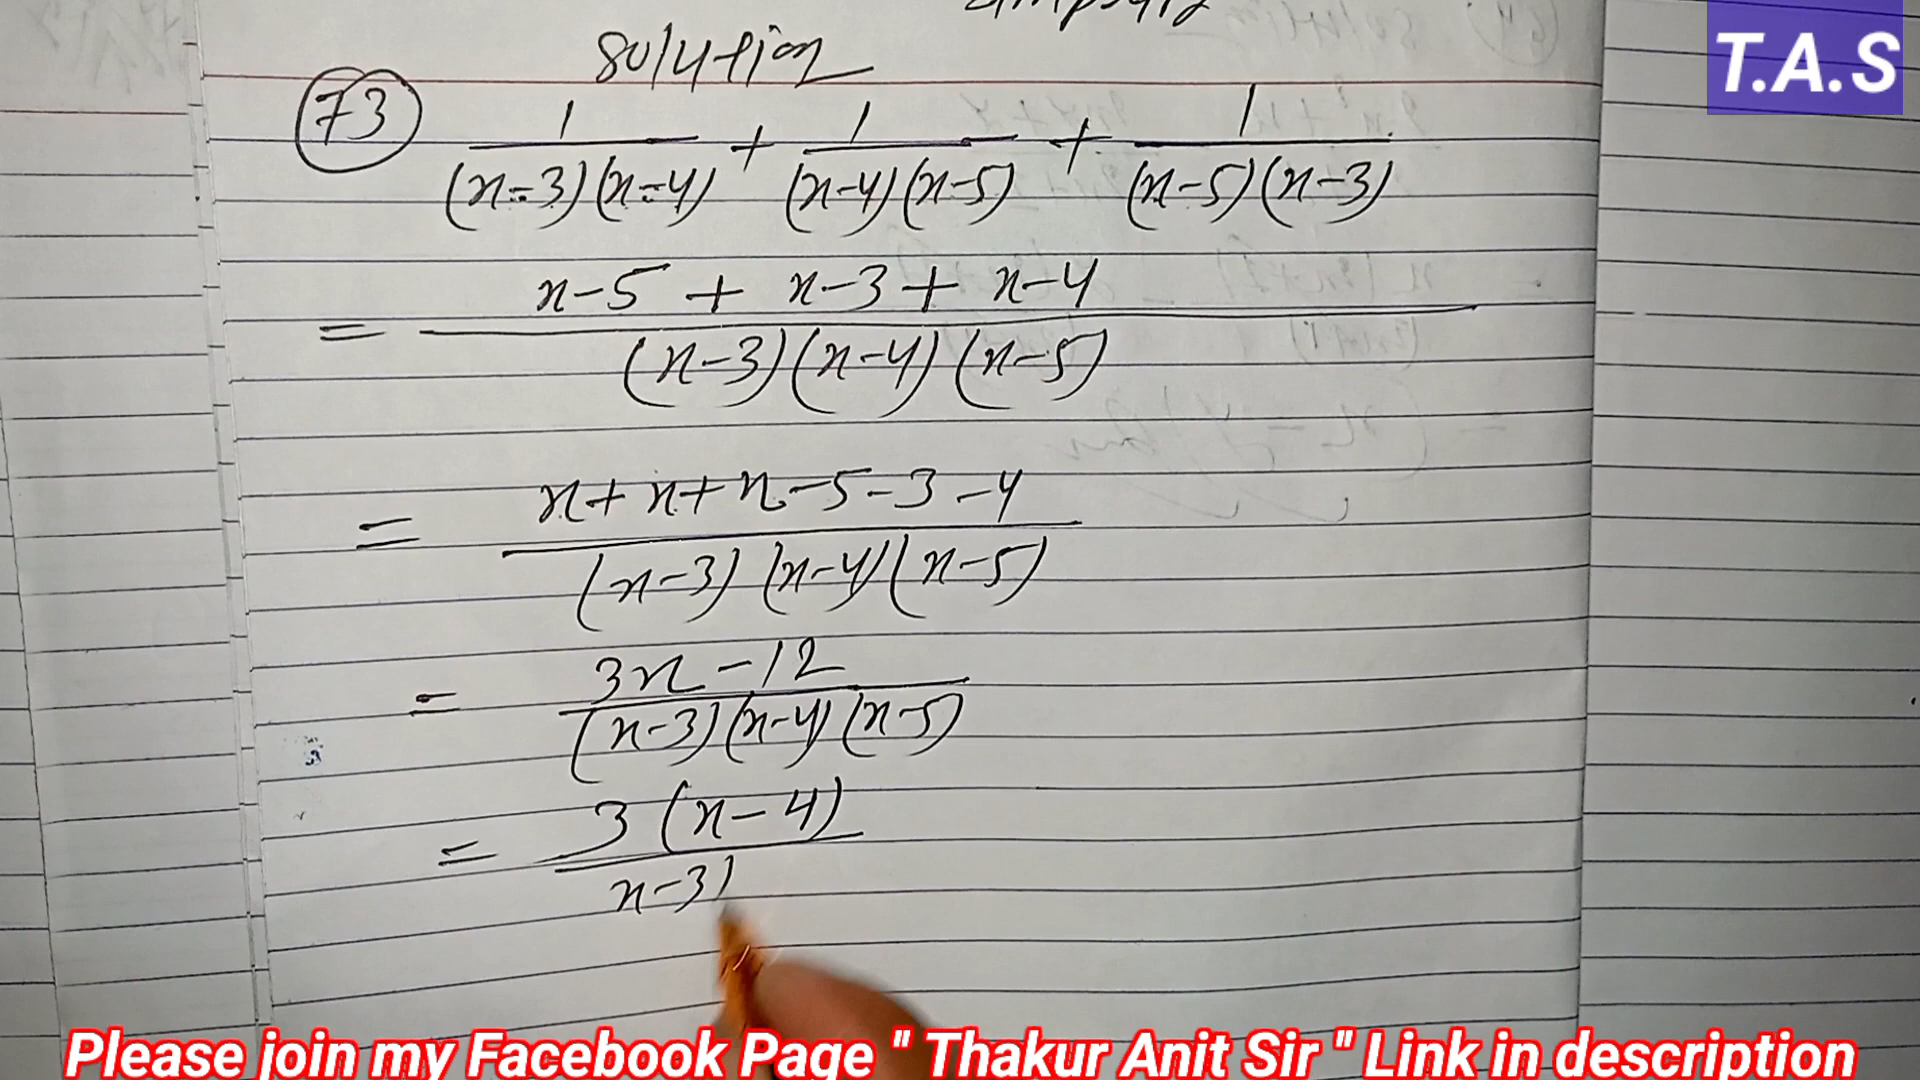 T.A.S
solution
73 1/(x-3)(x-4) + 1/(x-4)(x-5) + 1/(x-5)(x-3)
= x-5 + x-3 + x-4 / (x-3)(x-4)(x-5)
= x+x+x-5-3-4 / (x-3)(x-4)(x-5)
= 3x-12 / (x-3)(x-4)(x-5)
= 3(x-4) / x-3)
Please join my Facebook Page " Thakur Anit Sir " Link in description